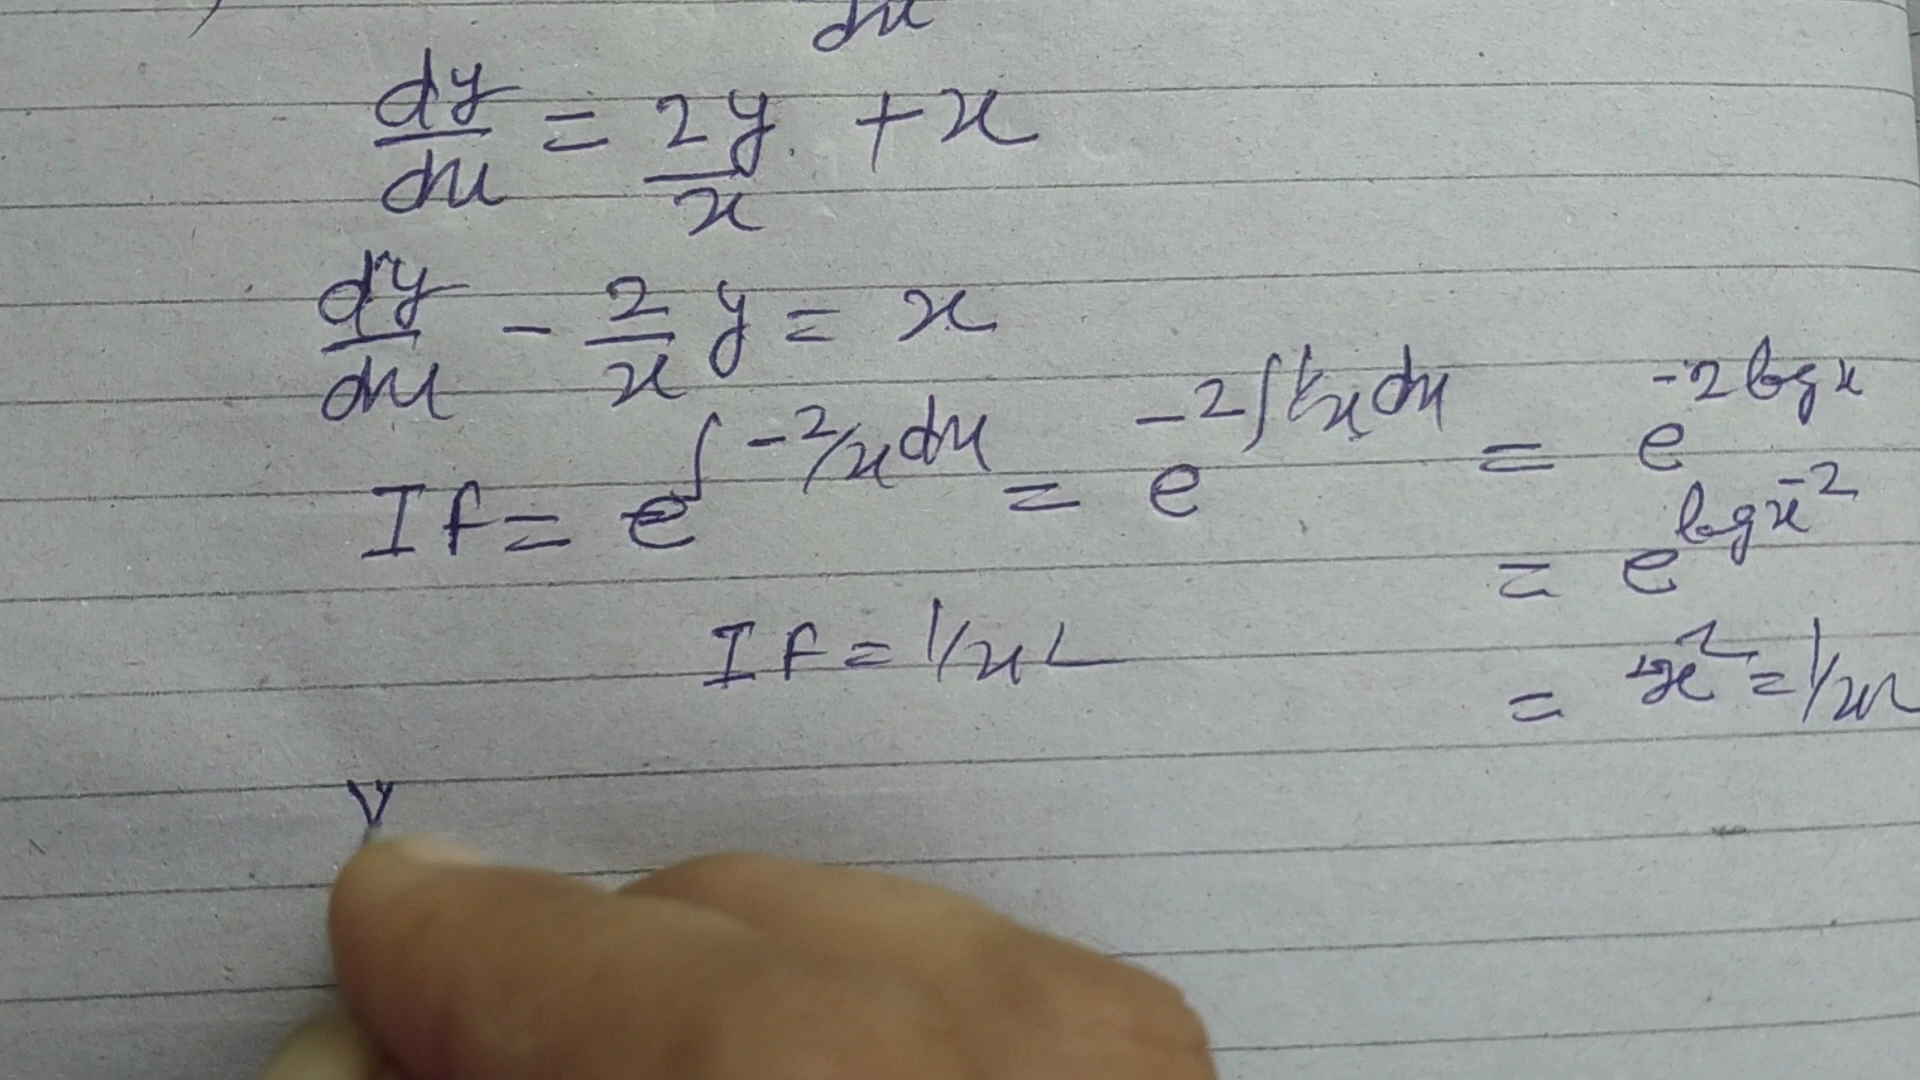 dx
dy/dx = 2y/x + x
dy/dx - 2/x y = x
If = e^∫-2/x dx = e^-2∫1/x dx = e^-2 log x
= e^log x^-2
If = 1/x2
= x^-2 = 1/x2
y